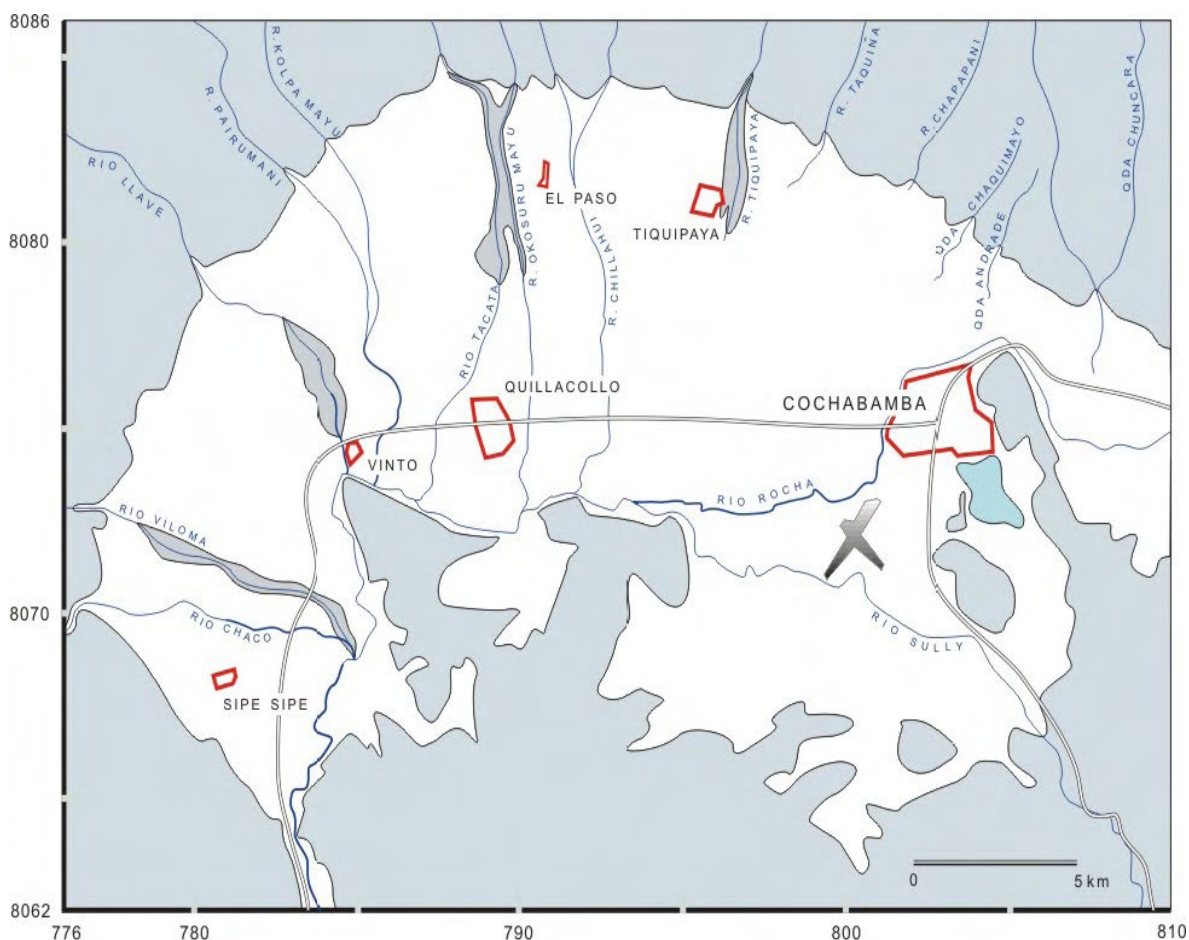 8086
R. KOLPA MAYU
R. PAIRUMANI
RIO LLAVE
R. TAQUIÑA
R. CHAPAPANI
QDA CHUNCARA
QDA CHAQUIMAYO
QDA ANDRADE
R. OKOSURU MAYU
EL PASO
R. TIQUIPAYA
TIQUIPAYA
8080
R. CHILLAHUI
RIO TACATA
QUILLACOLLO
COCHABAMBA
VINTO
RIO ROCHA
RIO VILOMA
8070
RIO CHACO
RIO SULLY
SIPE SIPE
0 5 km
8062
776 780 790 800 810